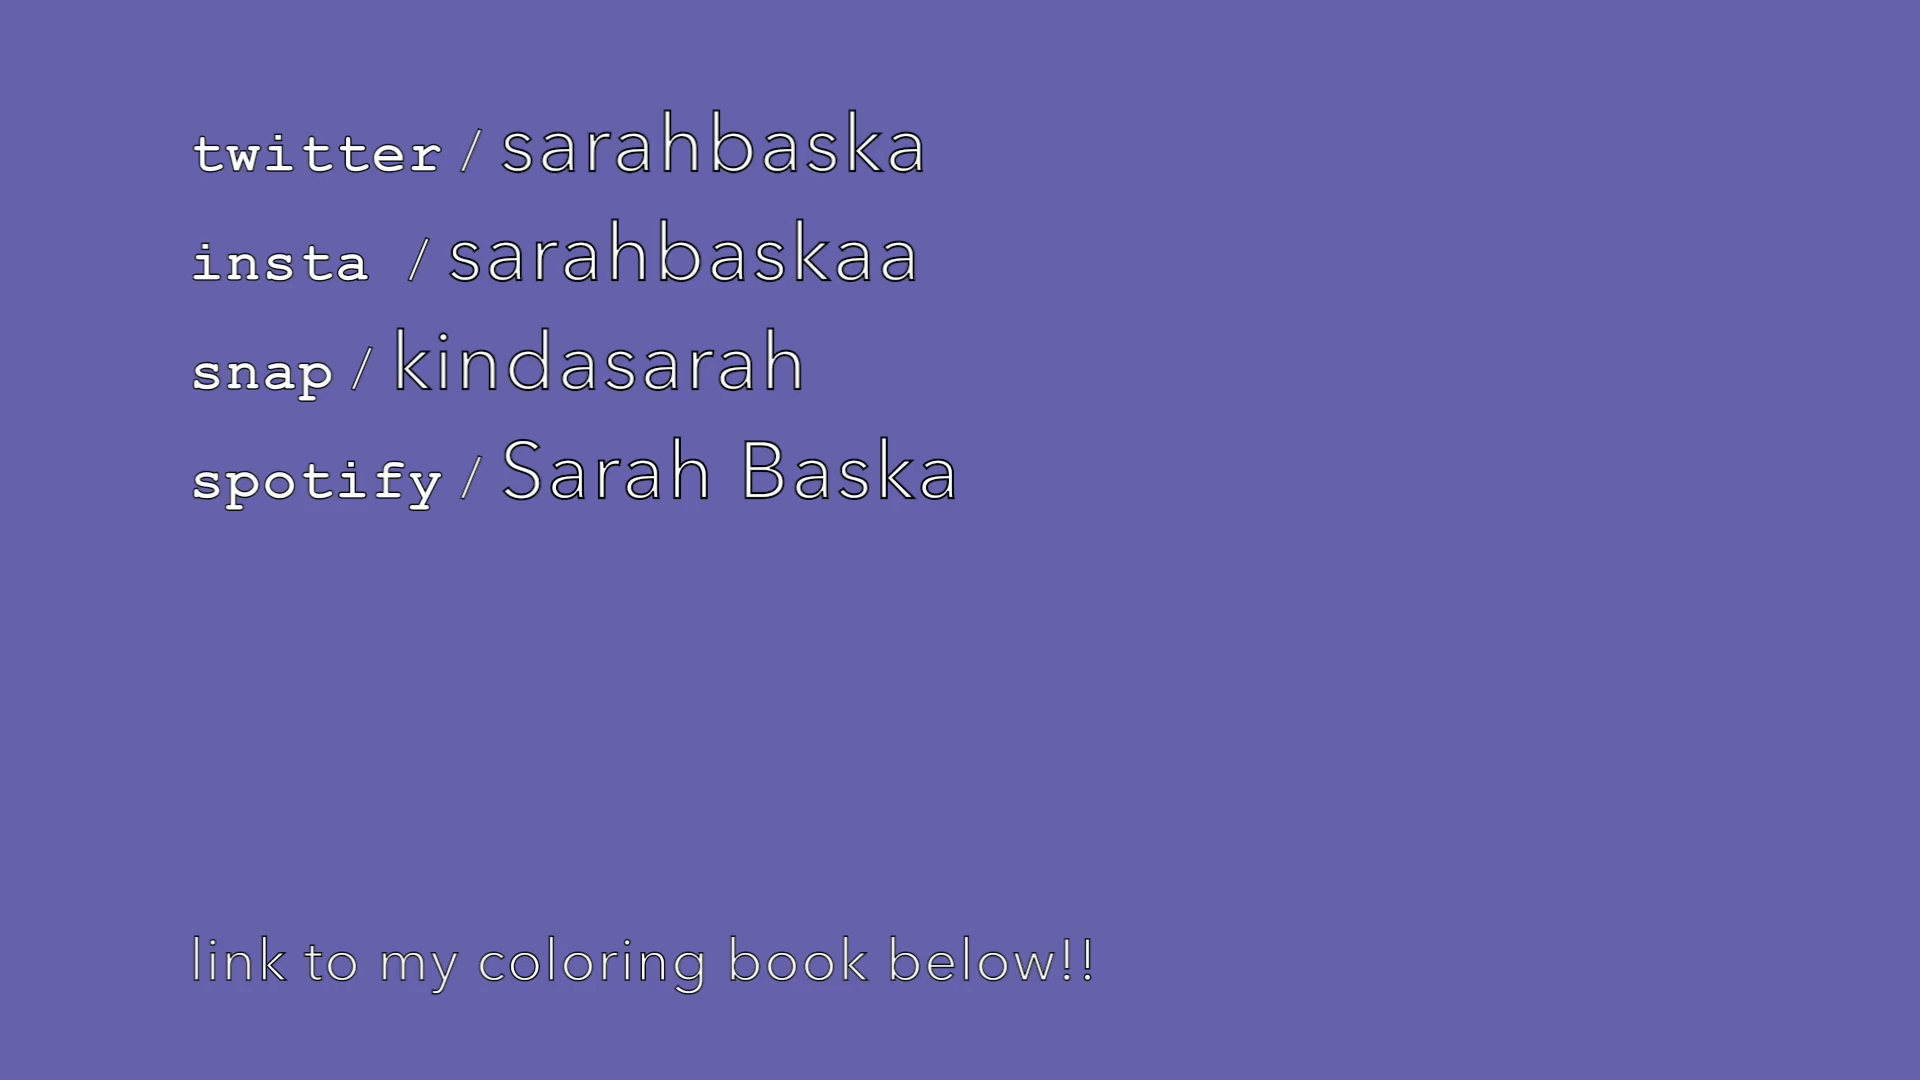 twitter / sarahbaska
insta / sarahbaskaa
snap / kindasarah
spotify / Sarah Baska
link to my coloring book below!!